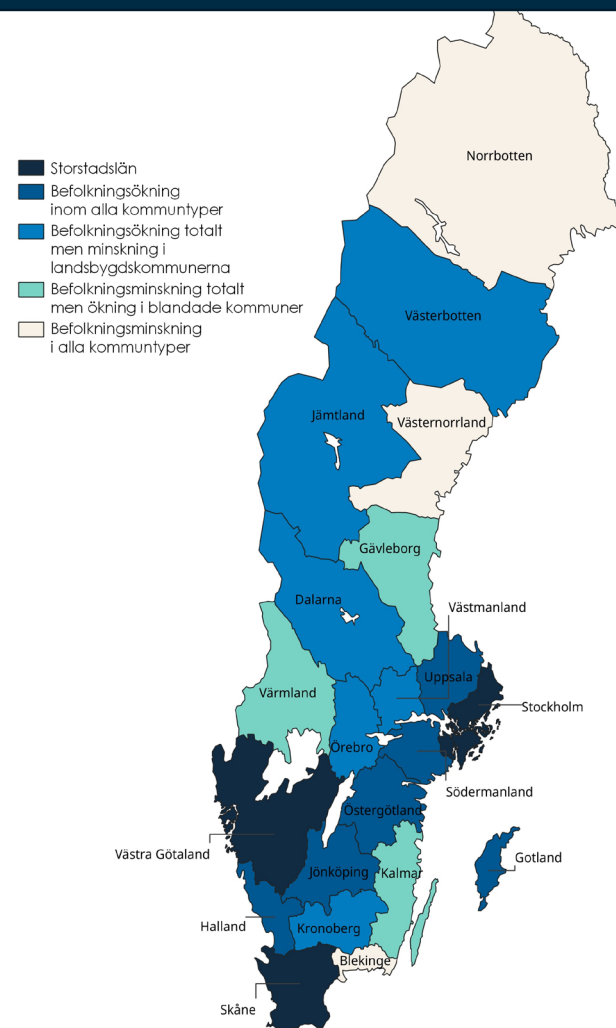 Norrbotten
Storstadslän
Befolkningsökning
inom alla kommuntyper
Befolkningsökning totalt
men minskning i
landsbygdskommunerna
Befolkningsminskning totalt
men ökning i blandade kommuner
Befolkningsminskning
i alla kommuntyper
Västerbotten
Jämtland
Västernorrland
Gävleborg
Dalarna
Västmanland
Uppsala
Värmland
Stockholm
Örebro
Södermanland
Östergötland
Västra Götaland
Gotland
Jönköping
Kalmar
Halland
Kronoberg
Blekinge
Skåne